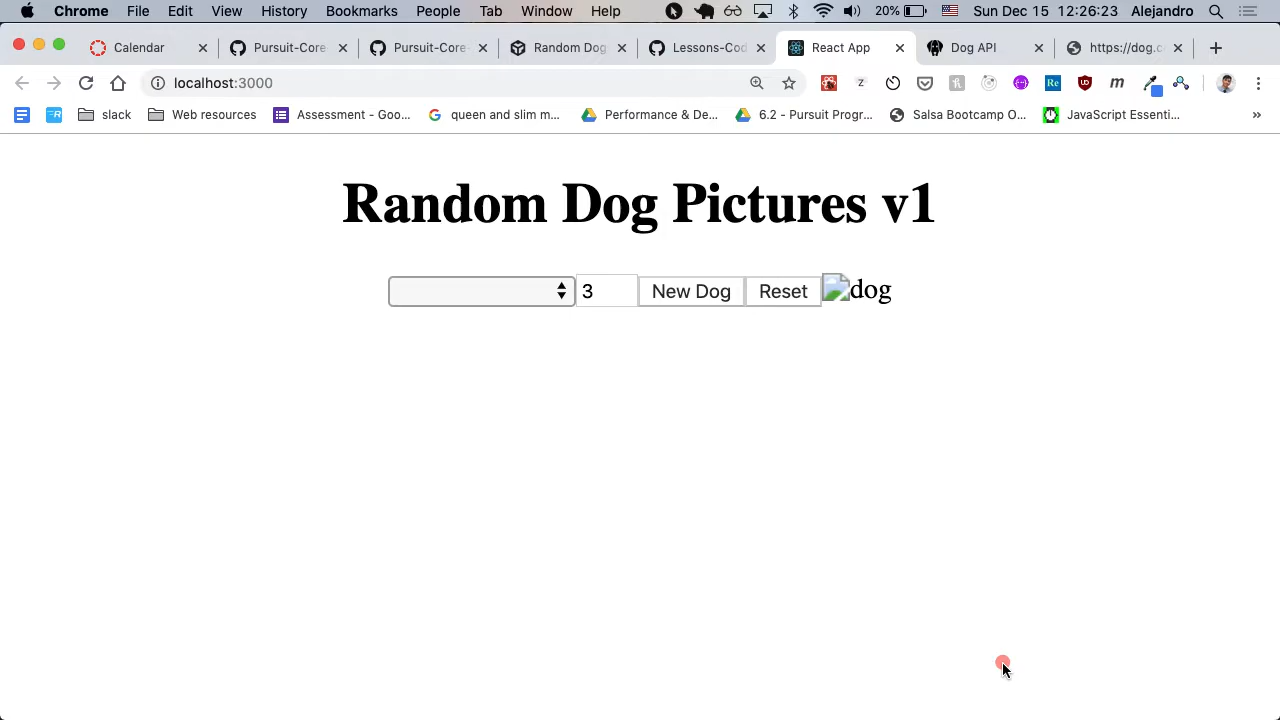 Chrome File Edit View History Bookmarks People Tab Window Help 20% Sun Dec 15 12:26:23 Alejandro
Calendar Pursuit-Core Pursuit-Core- Random Dog Lessons-Cod React App Dog API https://dog.c
localhost:3000
slack Web resources Assessment - Goo... queen and slim m... Performance & De... 6.2 - Pursuit Progr... Salsa Bootcamp O... JavaScript Essenti... »
Random Dog Pictures v1
3 New Dog Reset dog